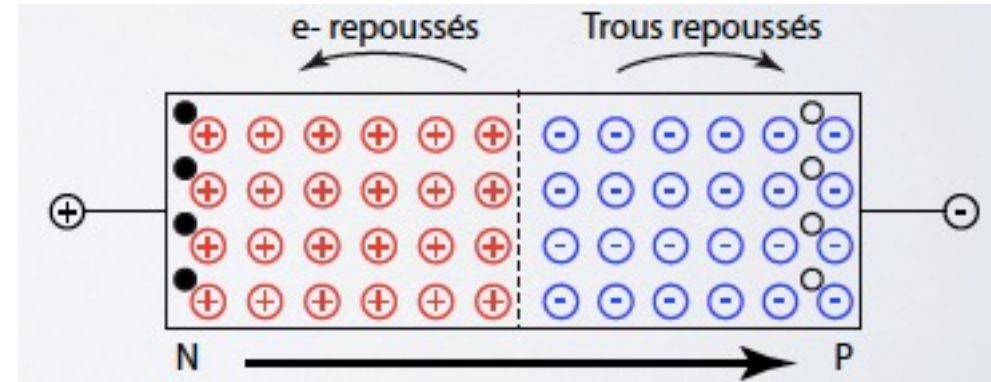 e- repoussés Trous repoussés
+ + + + + + - - - - - -
+ + + + + + - - - - - -
+ -
+ + + + + + - - - - - -
+ + + + + + - - - - - -
N P